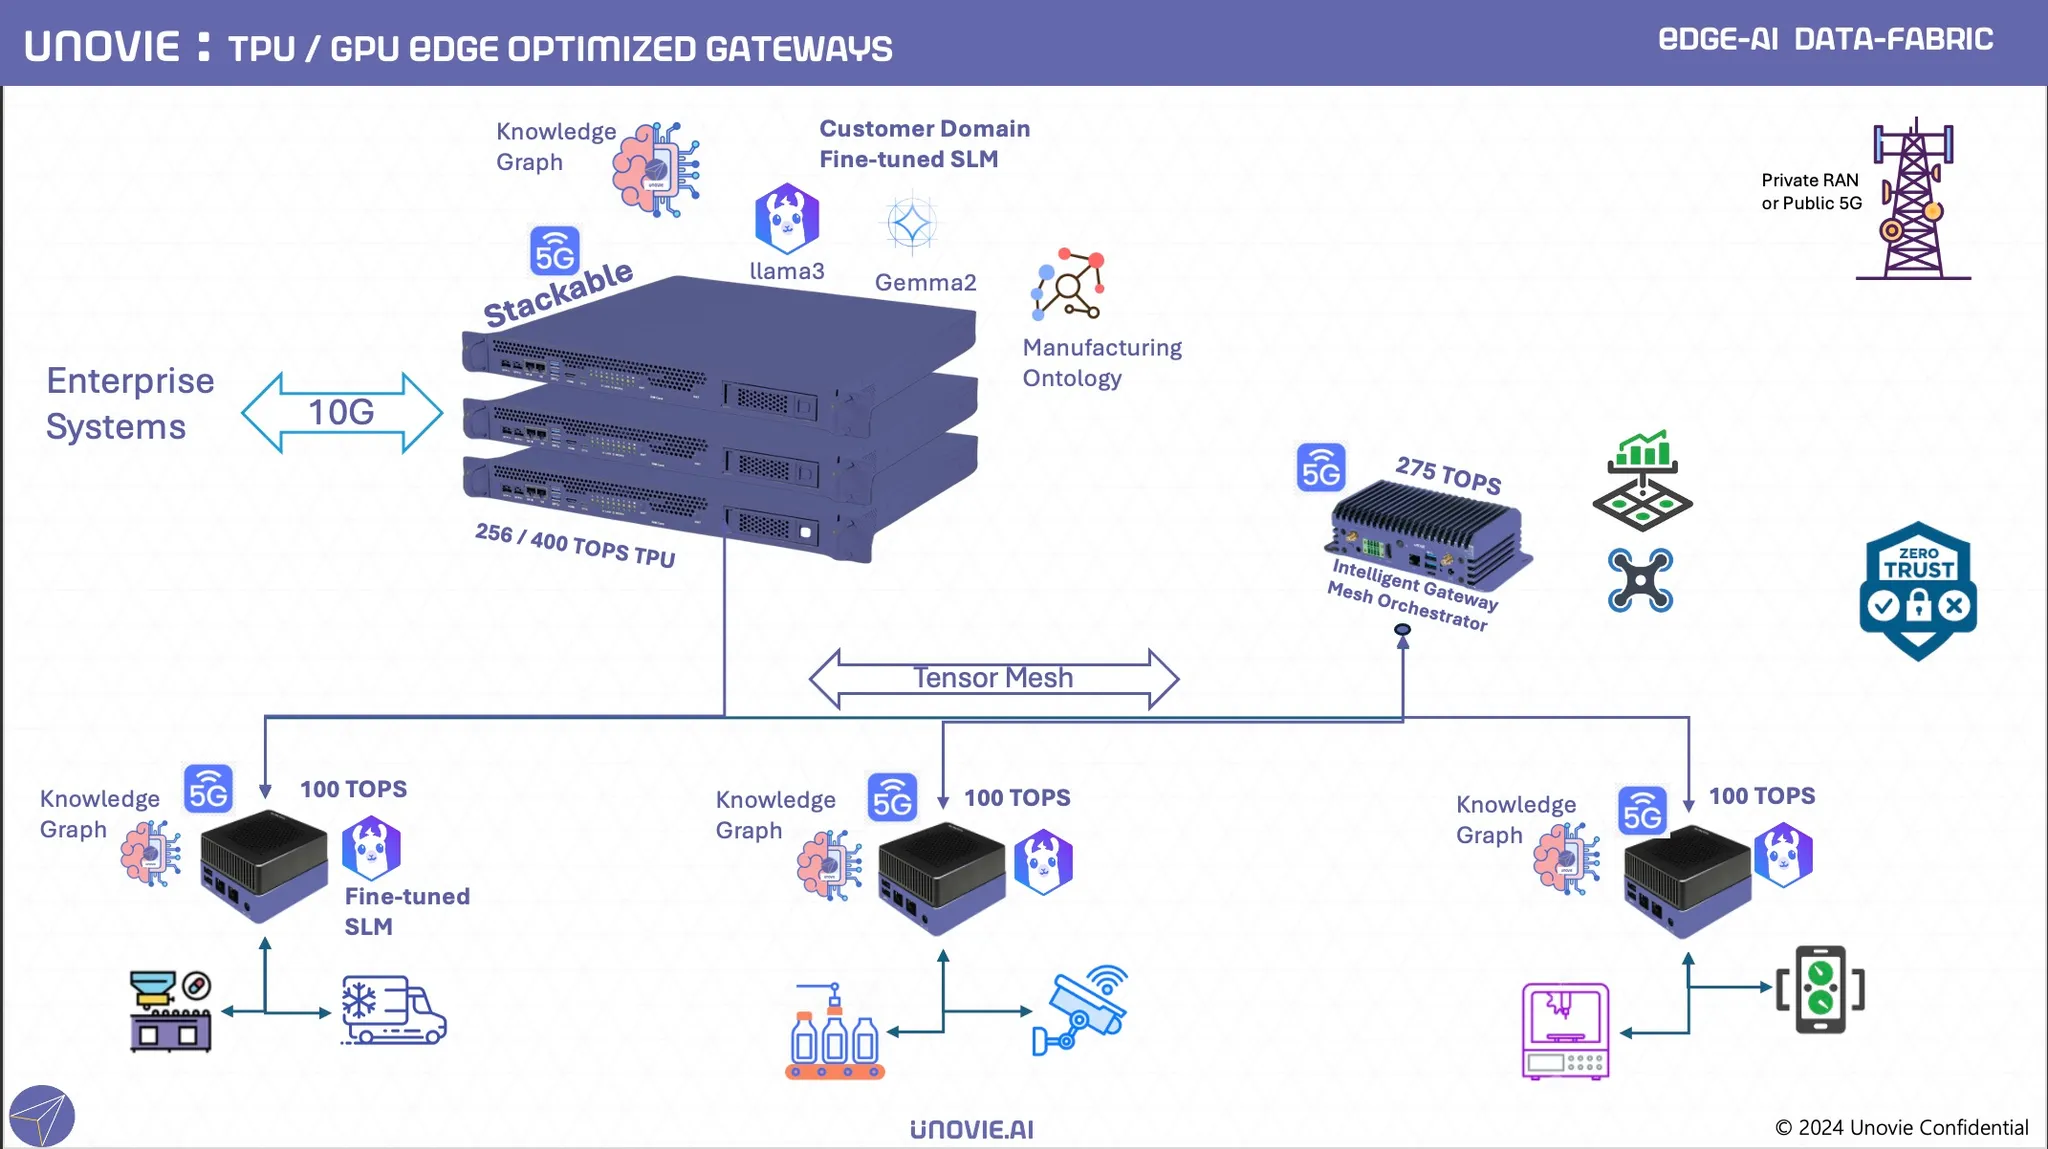 UNOVIE : TPU / GPU eDGE OPTIMIZED GATEWAYS
eDGE-AI DATA-FABRIC
Knowledge
Graph
Customer Domain
Fine-tuned SLM
Private RAN
or Public 5G
5G
Stackable
llama3
Gemma2
Manufacturing
Ontology
Enterprise
Systems
10G
256 / 400 TOPS TPU
5G
275 TOPS
Intelligent Gateway
Mesh Orchestrator
ZERO
TRUST
Tensor Mesh
Knowledge
Graph
5G
100 TOPS
Fine-tuned
SLM
Knowledge
Graph
5G
100 TOPS
Knowledge
Graph
5G
100 TOPS
UNOVIE.AI
© 2024 Unovie Confidential